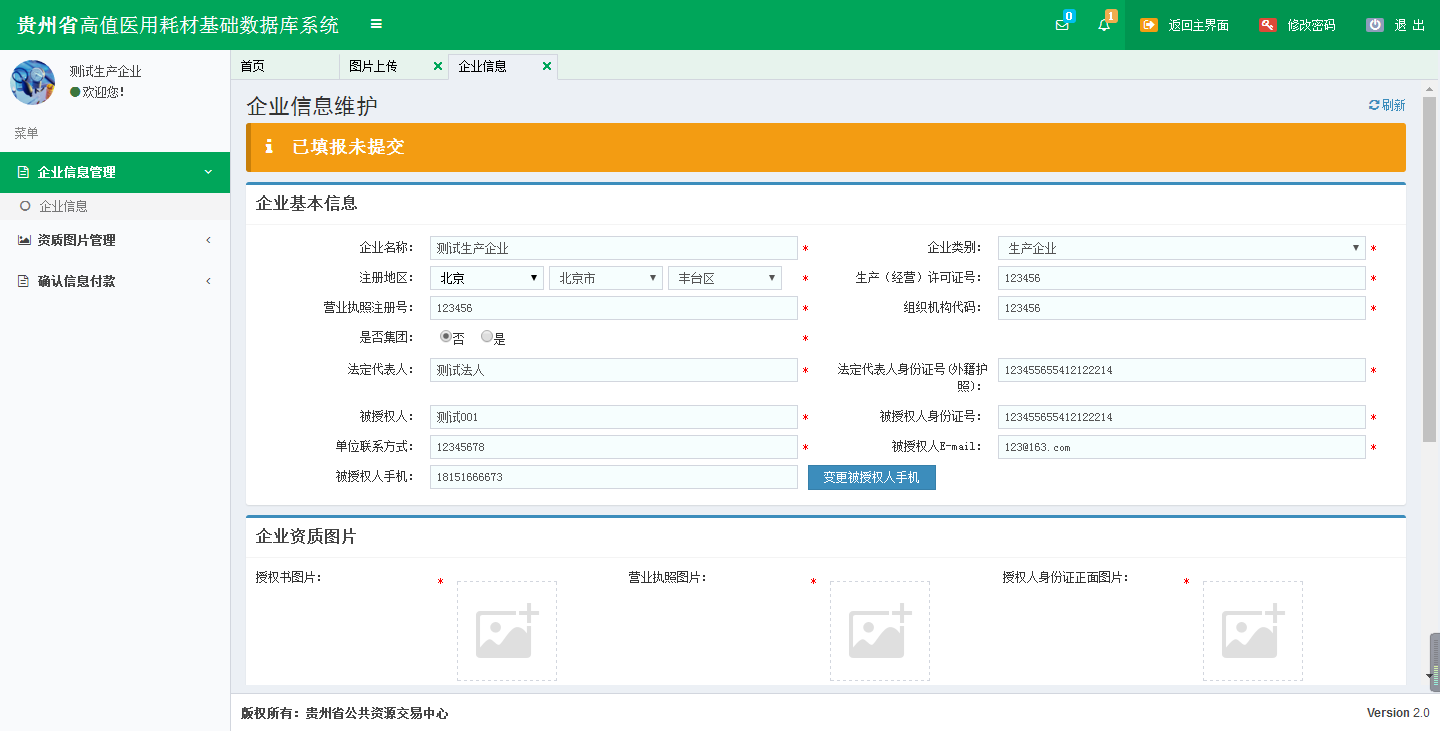 贵州省高值医用耗材基础数据库系统
0
1
返回主界面
修改密码
退 出
测试生产企业
欢迎您!
菜单
企业信息管理
企业信息
资质图片管理
确认信息付款
首页
图片上传
企业信息
企业信息维护
刷新
已填报未提交
企业基本信息
企业名称: 测试生产企业 * 企业类别: 生产企业 *
注册地区: 北京 北京市 丰台区 * 生产（经营）许可证号: 123456 *
营业执照注册号: 123456 * 组织机构代码: 123456 *
是否集团: 否 是 *
法定代表人: 测试法人 * 法定代表人身份证号(外籍护照): 123455655412122214 *
被授权人: 测试001 * 被授权人身份证号: 123455655412122214 *
单位联系方式: 12345678 * 被授权人E-mail: 123@163.com *
被授权人手机: 18151666673 变更被授权人手机
企业资质图片
授权书图片: * 营业执照图片: * 授权人身份证正面图片: *
版权所有: 贵州省公共资源交易中心
Version 2.0